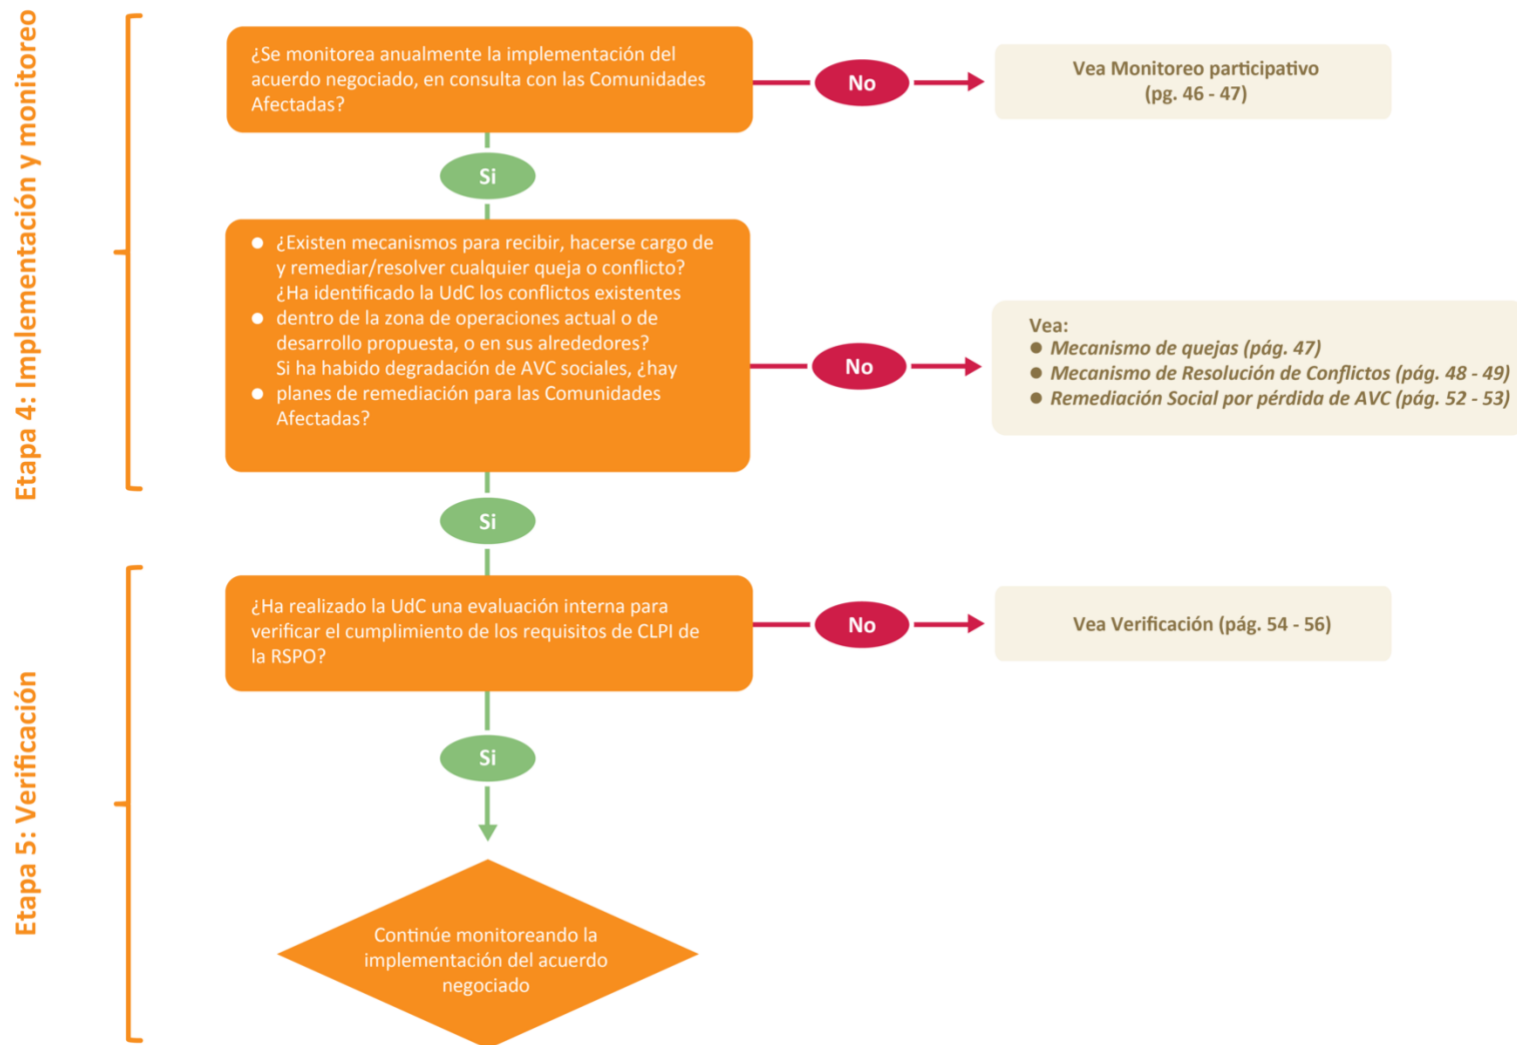 Etapa 4: Implementación y monitoreo
¿Se monitorea anualmente la implementación del
acuerdo negociado, en consulta con las Comunidades
Afectadas?
No
Vea Monitoreo participativo
(pg. 46 - 47)
Si
● ¿Existen mecanismos para recibir, hacerse cargo de
y remediar/resolver cualquier queja o conflicto?
¿Ha identificado la UdC los conflictos existentes
● dentro de la zona de operaciones actual o de
desarrollo propuesta, o en sus alrededores?
Si ha habido degradación de AVC sociales, ¿hay
● planes de remediación para las Comunidades
Afectadas?
No
Vea:
● Mecanismo de quejas (pág. 47)
● Mecanismo de Resolución de Conflictos (pág. 48 - 49)
● Remediación Social por pérdida de AVC (pág. 52 - 53)
Si
Etapa 5: Verificación
¿Ha realizado la UdC una evaluación interna para
verificar el cumplimiento de los requisitos de CLPI de
la RSPO?
No
Vea Verificación (pág. 54 - 56)
Si
Continúe monitoreando la
implementación del acuerdo
negociado